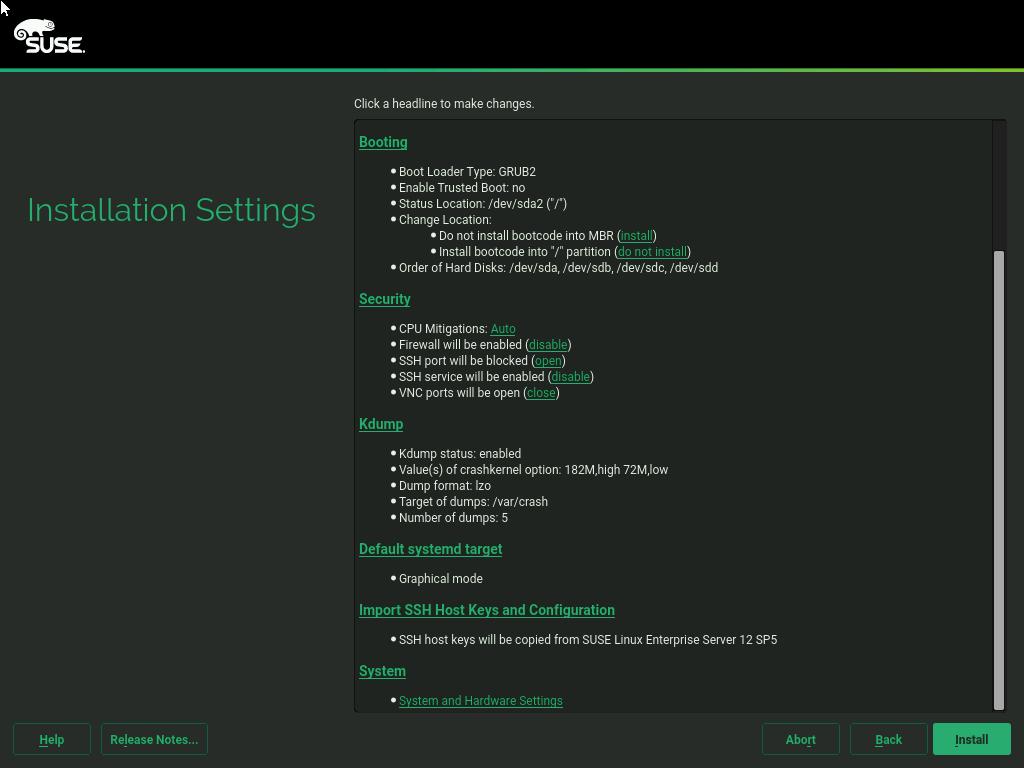 SUSE.
Click a headline to make changes.
Installation Settings
Booting
Boot Loader Type: GRUB2
Enable Trusted Boot: no
Status Location: /dev/sda2 ("/")
Change Location:
Do not install bootcode into MBR (install)
Install bootcode into "/" partition (do not install)
Order of Hard Disks: /dev/sda, /dev/sdb, /dev/sdc, /dev/sdd
Security
CPU Mitigations: Auto
Firewall will be enabled (disable)
SSH port will be blocked (open)
SSH service will be enabled (disable)
VNC ports will be open (close)
Kdump
Kdump status: enabled
Value(s) of crashkernel option: 182M,high 72M,low
Dump format: lzo
Target of dumps: /var/crash
Number of dumps: 5
Default systemd target
Graphical mode
Import SSH Host Keys and Configuration
SSH host keys will be copied from SUSE Linux Enterprise Server 12 SP5
System
System and Hardware Settings
Help Release Notes... Abort Back Install